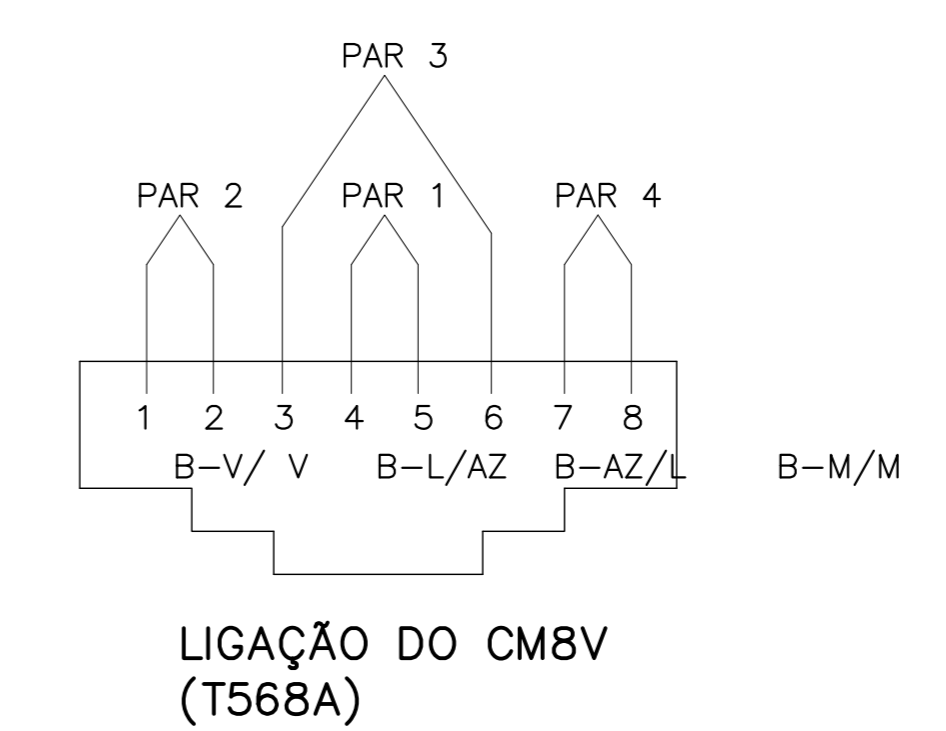 PAR 3
PAR 2 PAR 1 PAR 4
1 2 3 4 5 6 7 8
B-V/ V B-L/AZ B-AZ/L B-M/M
LIGAÇÃO DO CM8V
(T568A)